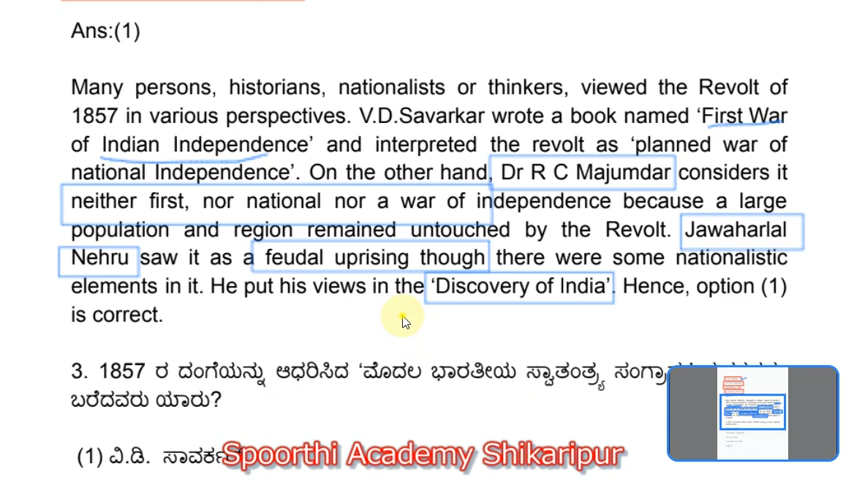 Ans:(1)
Many persons, historians, nationalists or thinkers, viewed the Revolt of
1857 in various perspectives. V.D.Savarkar wrote a book named ‘First War
of Indian Independence’ and interpreted the revolt as ‘planned war of
national Independence’. On the other hand, Dr R C Majumdar considers it
neither first, nor national nor a war of independence because a large
population and region remained untouched by the Revolt. Jawaharlal
Nehru saw it as a feudal uprising though there were some nationalistic
elements in it. He put his views in the ‘Discovery of India’. Hence, option (1)
is correct.
3. 1857 ರ ದಂಗೆಯನ್ನು ಆಧರಿಸಿದ ‘ಮೊದಲ ಭಾರತೀಯ ಸ್ವಾತಂತ್ರ್ಯ
ಬರೆದವರು ಯಾರು?
(1) ವಿ.ಡಿ. ಸಾವರ್ಕರ್
Spoorthi Academy Shikaripur